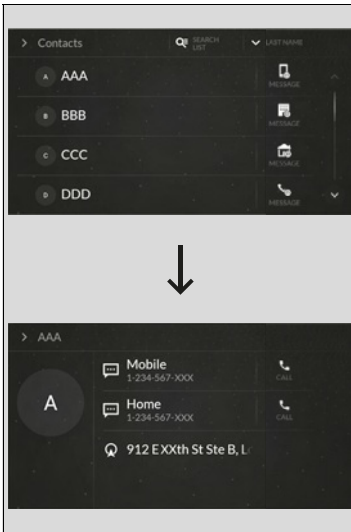 Contacts
SEARCH
LIST
LAST NAME
A AAA
MESSAGE
B BBB
MESSAGE
C CCC
MESSAGE
D DDD
MESSAGE
AAA
A
Mobile
1-234-567-XXX
CALL
Home
1-234-567-XXX
CALL
912 E XXth St Ste B, L